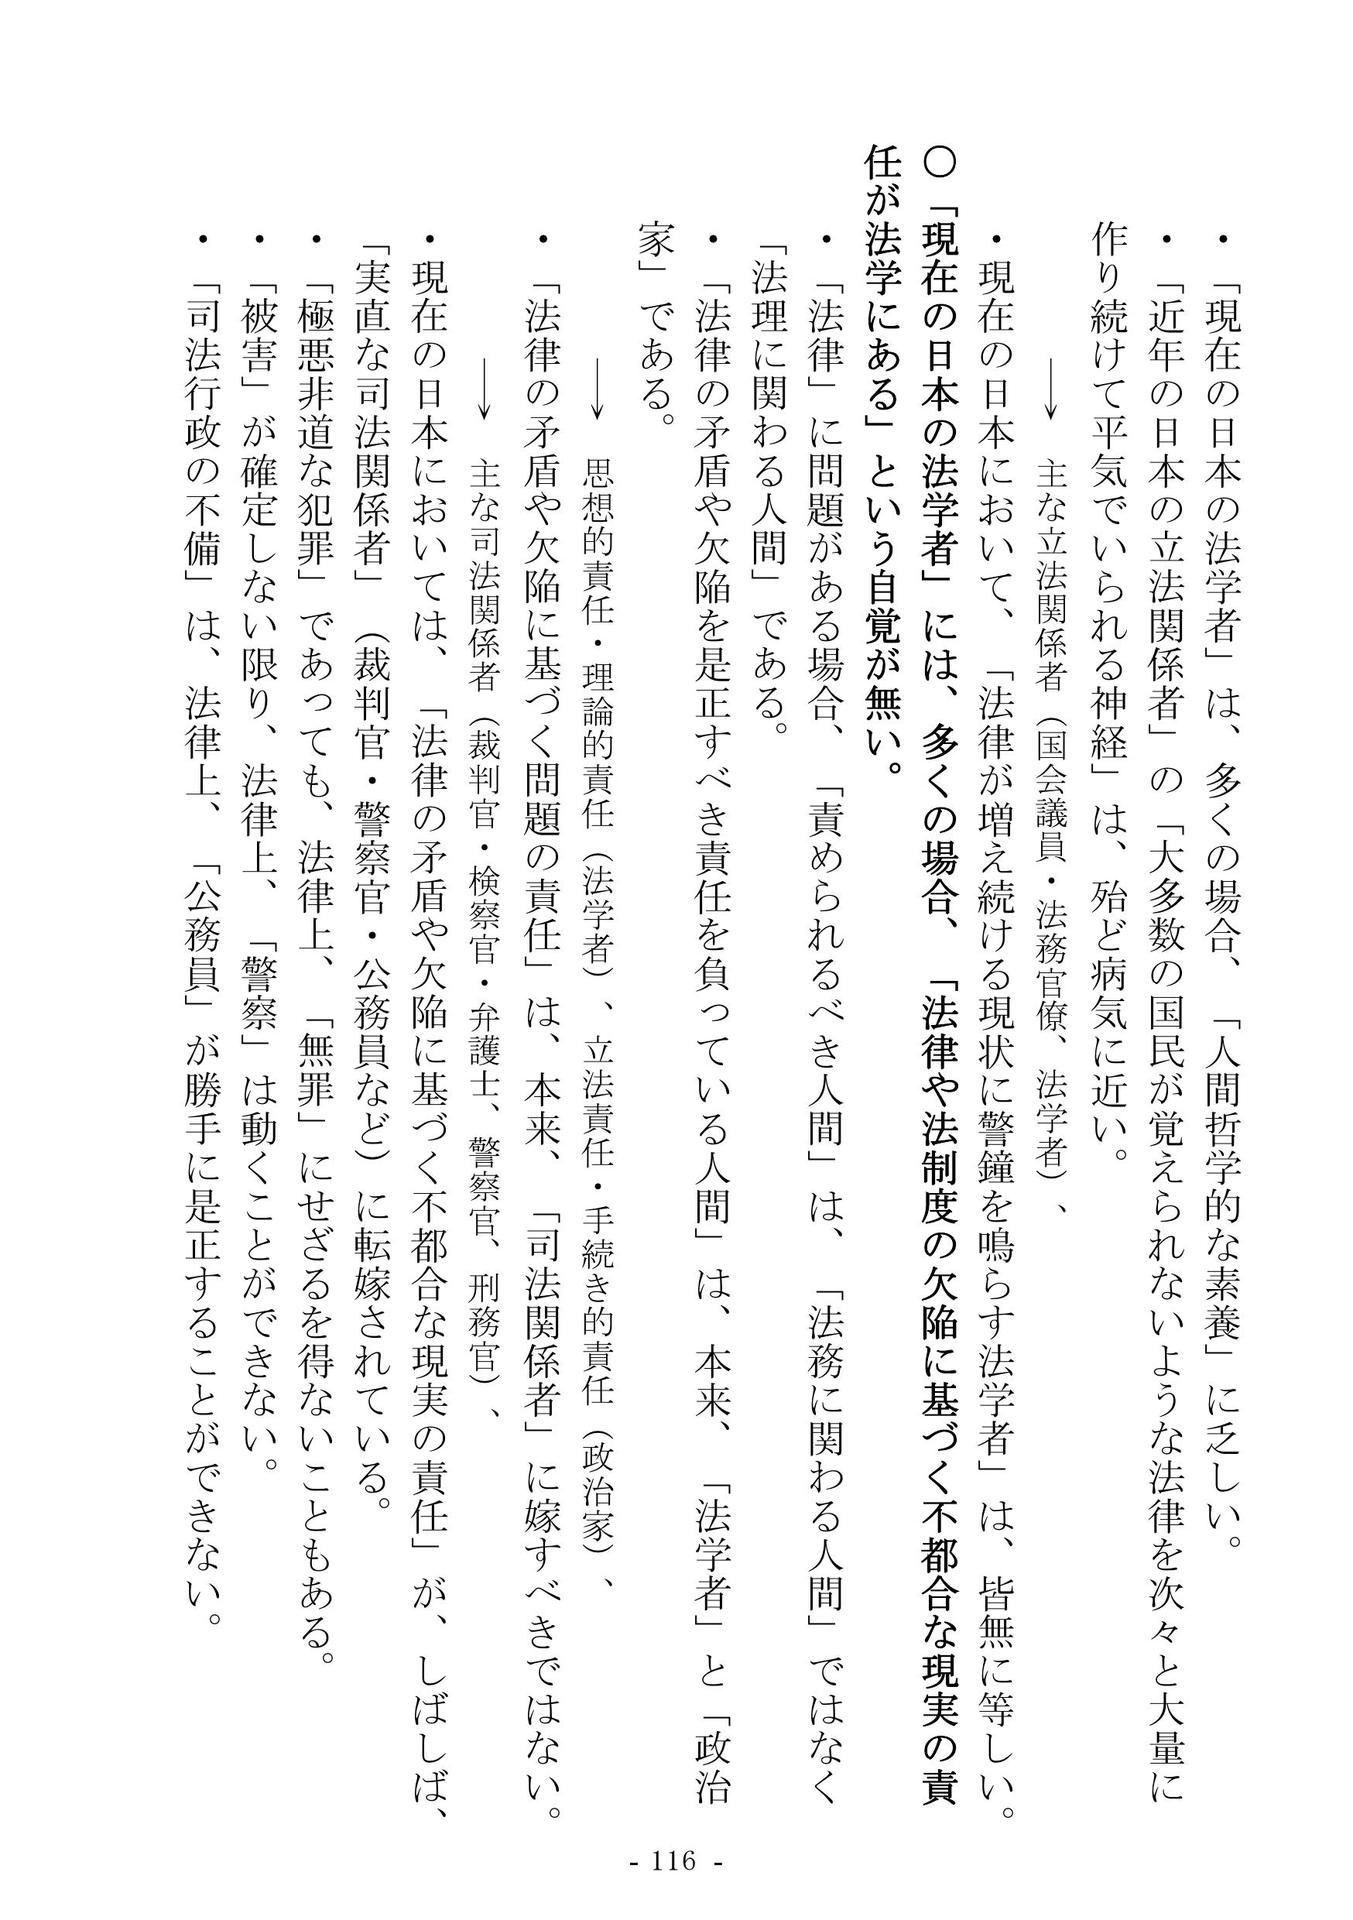 ・「現在の日本の法学者」は、多くの場合、「人間哲学的な素養」に乏しい。
・「近年の日本の立法関係者」の「大多数の国民が覚えられないような法律を次々と大量に
作り続けて平気でいられる神経」は、殆ど病気に近い。
→ 主な立法関係者（国会議員・法務官僚、法学者）、
・現在の日本において、「法律が増え続ける現状に警鐘を鳴らす法学者」は、皆無に等しい。
〇「現在の日本の法学者」には、多くの場合、「法律や法制度の欠陥に基づく不都合な現実の責
任が法学にある」という自覚が無い。
・「法律」に問題がある場合、「責められるべき人間」は、「法務に関わる人間」ではなく
「法理に関わる人間」である。
・「法律の矛盾や欠陥を是正すべき責任を負っている人間」は、本来、「法学者」と「政治
家」である。
→ 思想的責任・理論的責任（法学者）、立法責任・手続き的責任（政治家）、
・「法律の矛盾や欠陥に基づく問題の責任」は、本来、「司法関係者」に嫁すべきではない。
→ 主な司法関係者（裁判官・検察官・弁護士、警察官、刑務官）、
・現在の日本においては、「法律の矛盾や欠陥に基づく不都合な現実の責任」が、しばしば、
「実直な司法関係者」（裁判官・警察官・公務員など）に転嫁されている。
・「極悪非道な犯罪」であっても、法律上、「無罪」にせざるを得ないこともある。
・「被害」が確定しない限り、法律上、「警察」は動くことができない。
・「司法行政の不備」は、法律上、「公務員」が勝手に是正することができない。
- 116 -